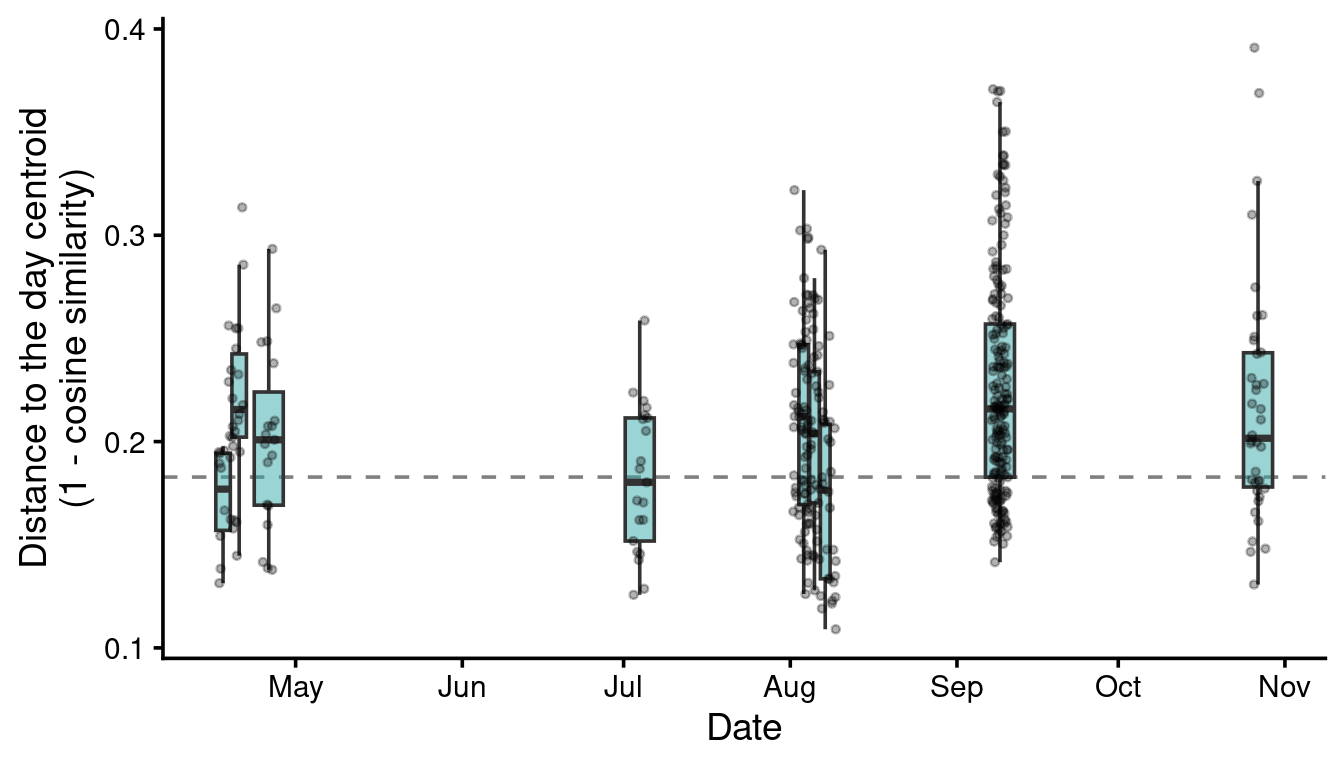 Distance to the day centroid
(1 - cosine similarity)
0.4
0.3
0.2
0.1
May Jun Jul Aug Sep Oct Nov
Date